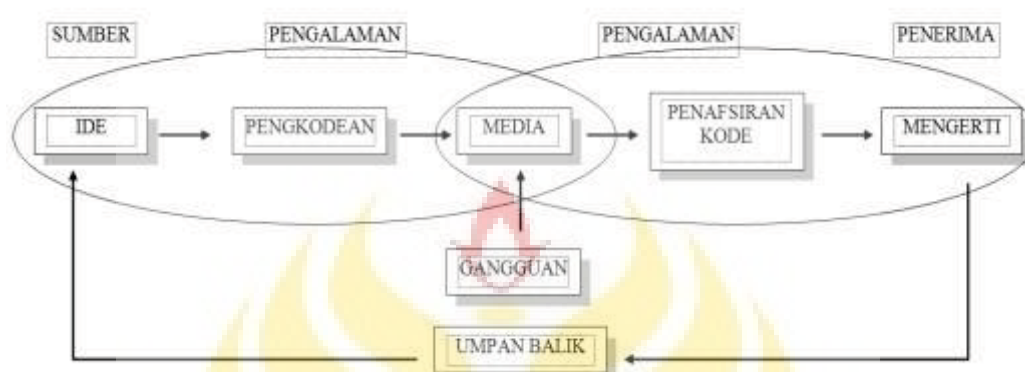 SUMBER
PENGALAMAN
PENGALAMAN
PENERIMA
IDE
PENGKODEAN
MEDIA
PENAFSIRAN
KODE
MENGERTI
GANGGUAN
UMPAN BALIK